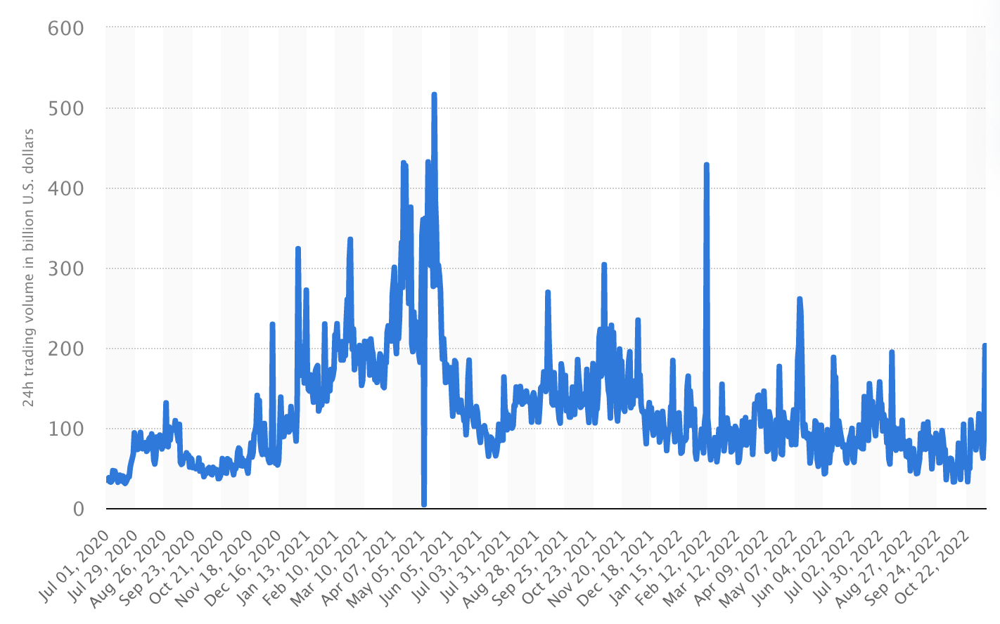 600
500
400
300
200
100
0
24h trading volume in billion U.S. dollars
Jul 01, 2020
Jul 29, 2020
Aug 26, 2020
Sep 23, 2020
Oct 21, 2020
Nov 18, 2020
Dec 16, 2020
Jan 13, 2021
Feb 10, 2021
Mar 10, 2021
Apr 07, 2021
May 05, 2021
Jun 05, 2021
Jul 03, 2021
Jul 31, 2021
Aug 28, 2021
Sep 25, 2021
Oct 23, 2021
Nov 20, 2021
Dec 18, 2021
Jan 15, 2022
Feb 12, 2022
Mar 12, 2022
Apr 09, 2022
May 07, 2022
Jun 04, 2022
Jul 02, 2022
Jul 30, 2022
Aug 27, 2022
Sep 24, 2022
Oct 22, 2022